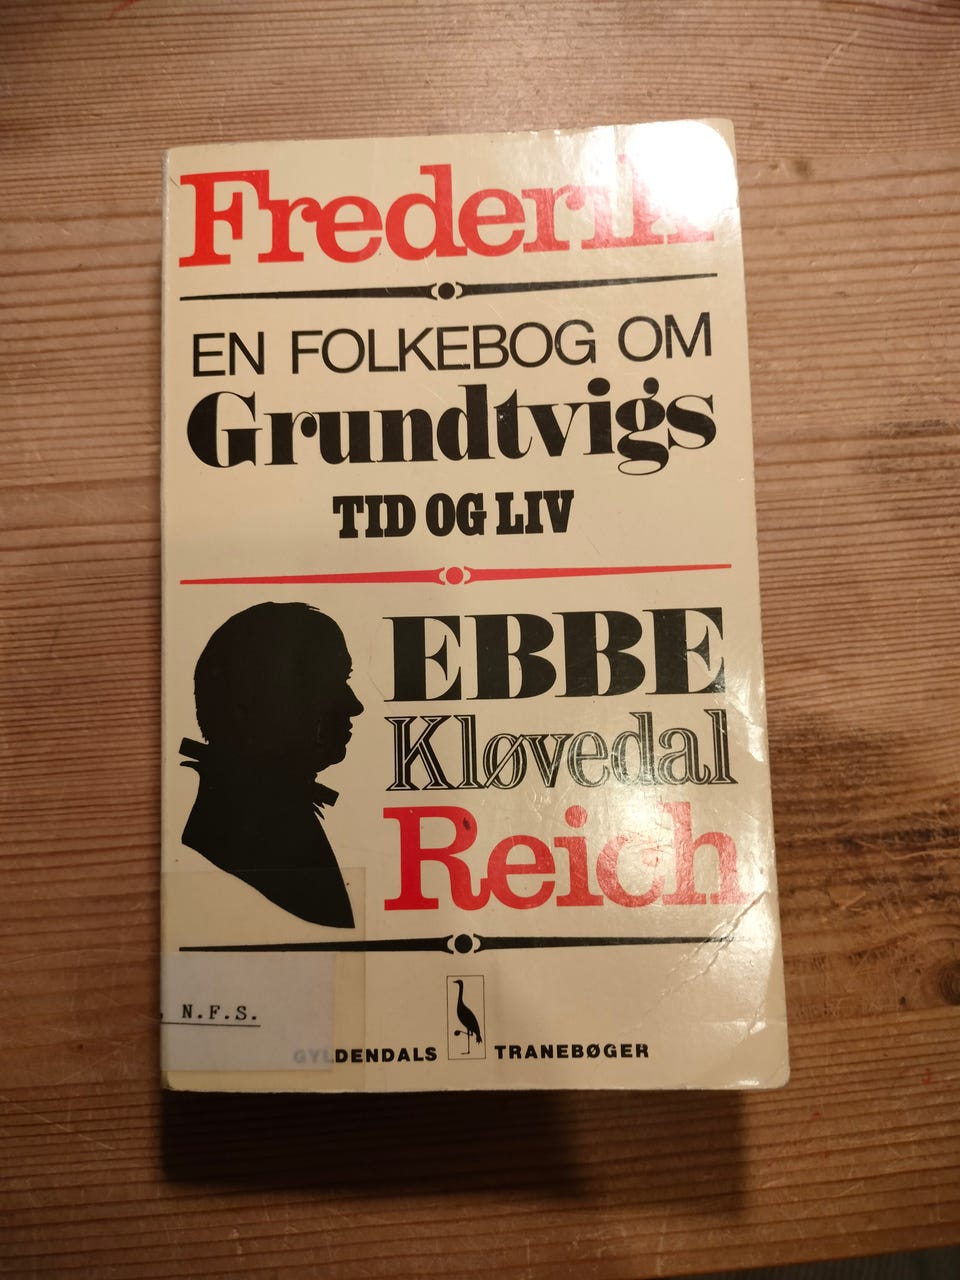 Frederik
EN FOLKEBOG OM
Grundtvigs
TID OG LIV
EBBE
Kløvedal
Reich
, N.F.S.
GYLDENDALS TRANEBØGER